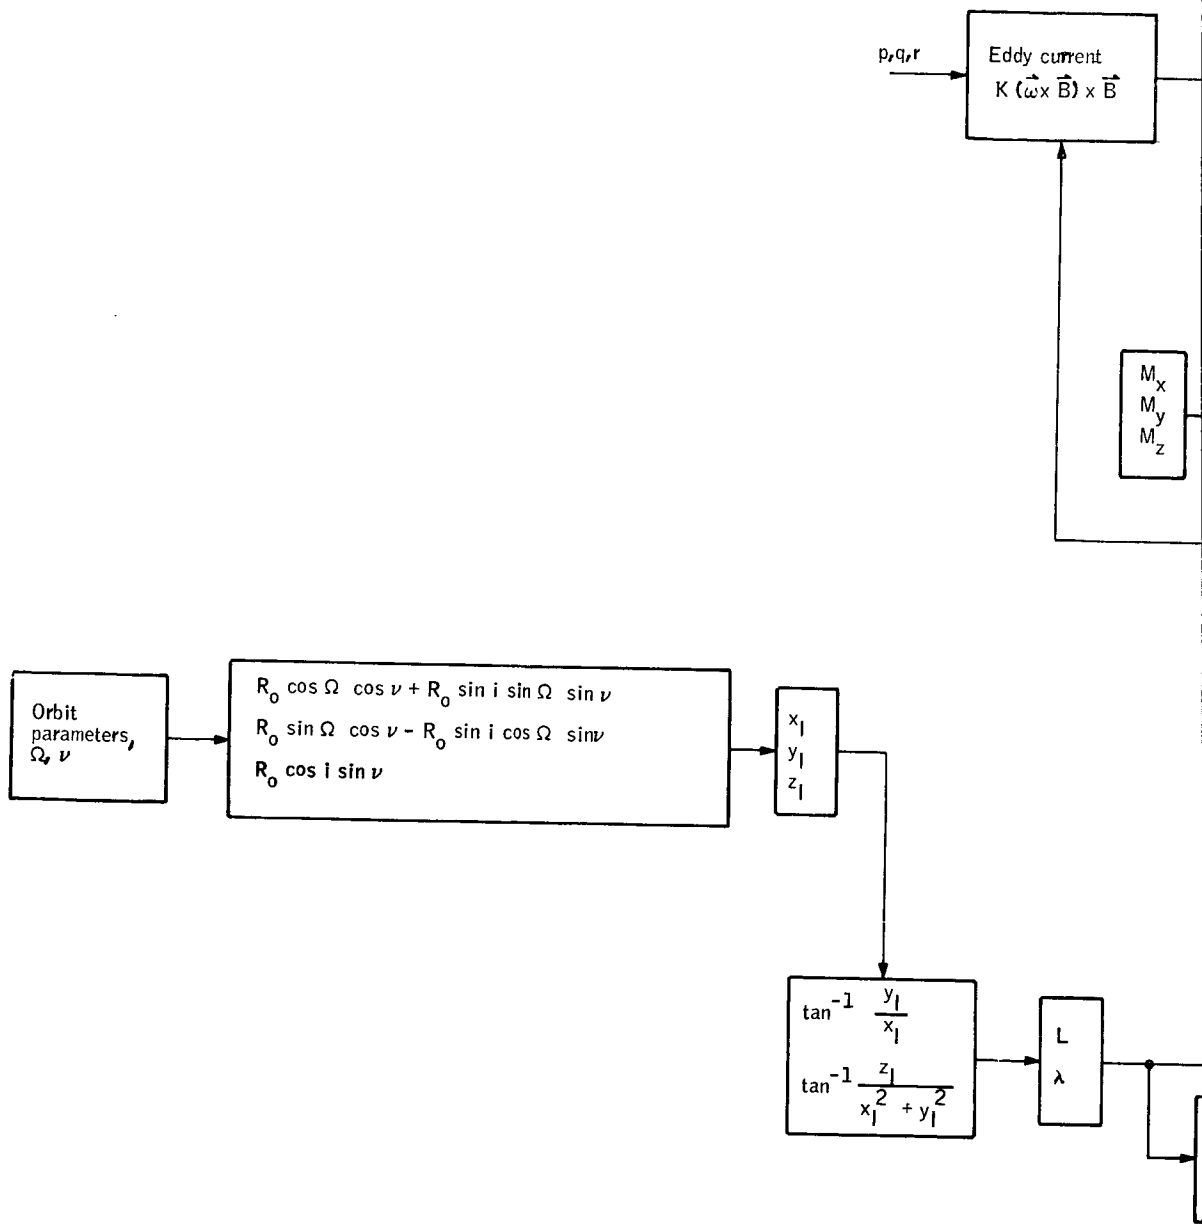 p,q,r
Eddy current
K (ω⃗ x B⃗) x B⃗
M_x
M_y
M_z
Orbit
parameters,
Ω, ν
R_o cos Ω cos ν + R_o sin i sin Ω sin ν
R_o sin Ω cos ν – R_o sin i cos Ω sinν
R_o cos i sin ν
x_I
y_I
z_I
tan^-1 y_I / x_I
tan^-1 z_I / x_I^2 + y_I^2
L
λ